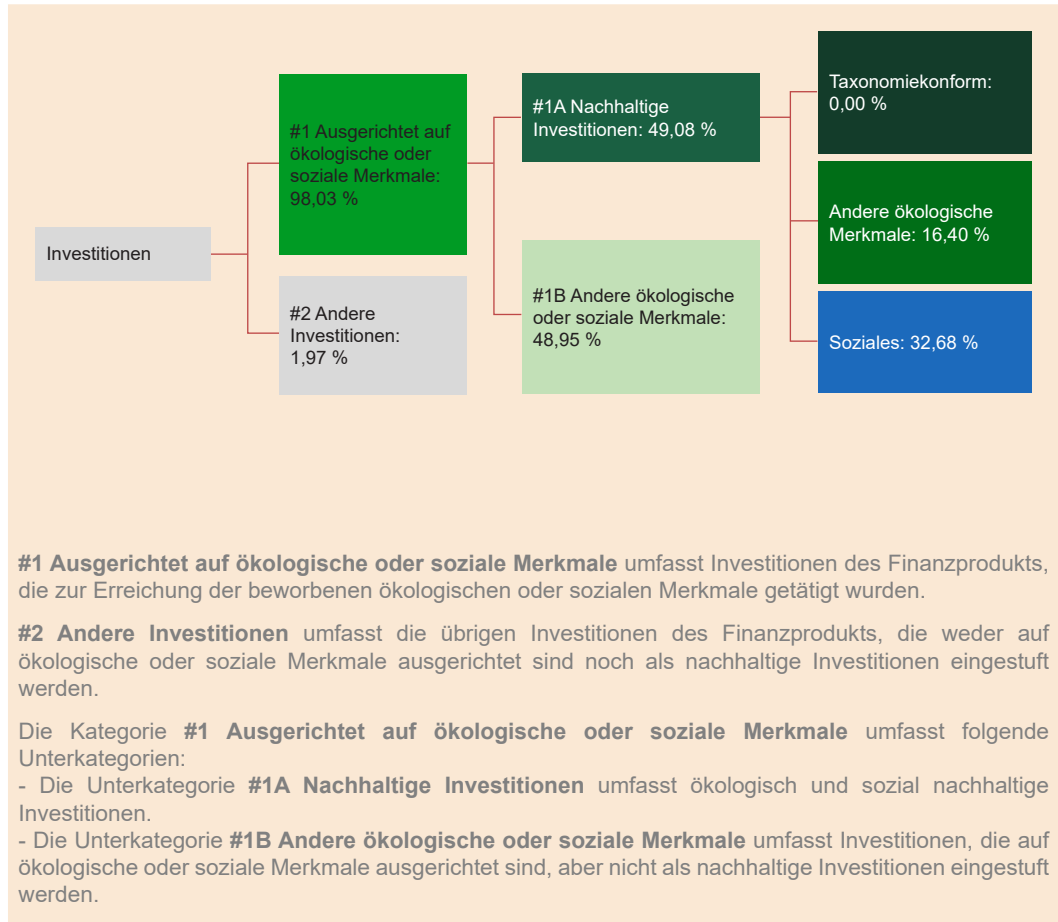 Investitionen
#1 Ausgerichtet auf
ökologische oder
soziale Merkmale:
98,03 %
#2 Andere
Investitionen:
1,97 %
#1A Nachhaltige
Investitionen: 49,08 %
#1B Andere ökologische
oder soziale Merkmale:
48,95 %
Taxonomiekonform:
0,00 %
Andere ökologische
Merkmale: 16,40 %
Soziales: 32,68 %
#1 Ausgerichtet auf ökologische oder soziale Merkmale umfasst Investitionen des Finanzprodukts,
die zur Erreichung der beworbenen ökologischen oder sozialen Merkmale getätigt wurden.
#2 Andere Investitionen umfasst die übrigen Investitionen des Finanzprodukts, die weder auf
ökologische oder soziale Merkmale ausgerichtet sind noch als nachhaltige Investitionen eingestuft
werden.
Die Kategorie #1 Ausgerichtet auf ökologische oder soziale Merkmale umfasst folgende
Unterkategorien:
- Die Unterkategorie #1A Nachhaltige Investitionen umfasst ökologisch und sozial nachhaltige
Investitionen.
- Die Unterkategorie #1B Andere ökologische oder soziale Merkmale umfasst Investitionen, die auf
ökologische oder soziale Merkmale ausgerichtet sind, aber nicht als nachhaltige Investitionen eingestuft
werden.